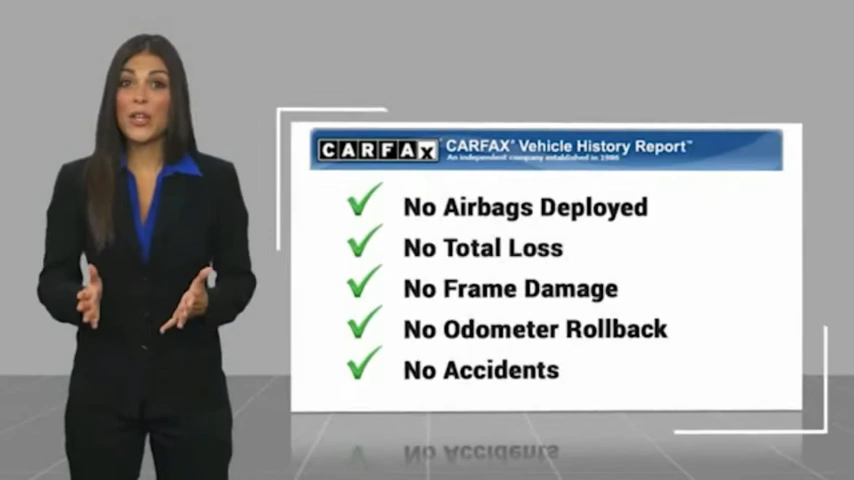 CARFAX CARFAX® Vehicle History Report™
An independent company established in 1986
No Airbags Deployed
No Total Loss
No Frame Damage
No Odometer Rollback
No Accidents
No Accidents